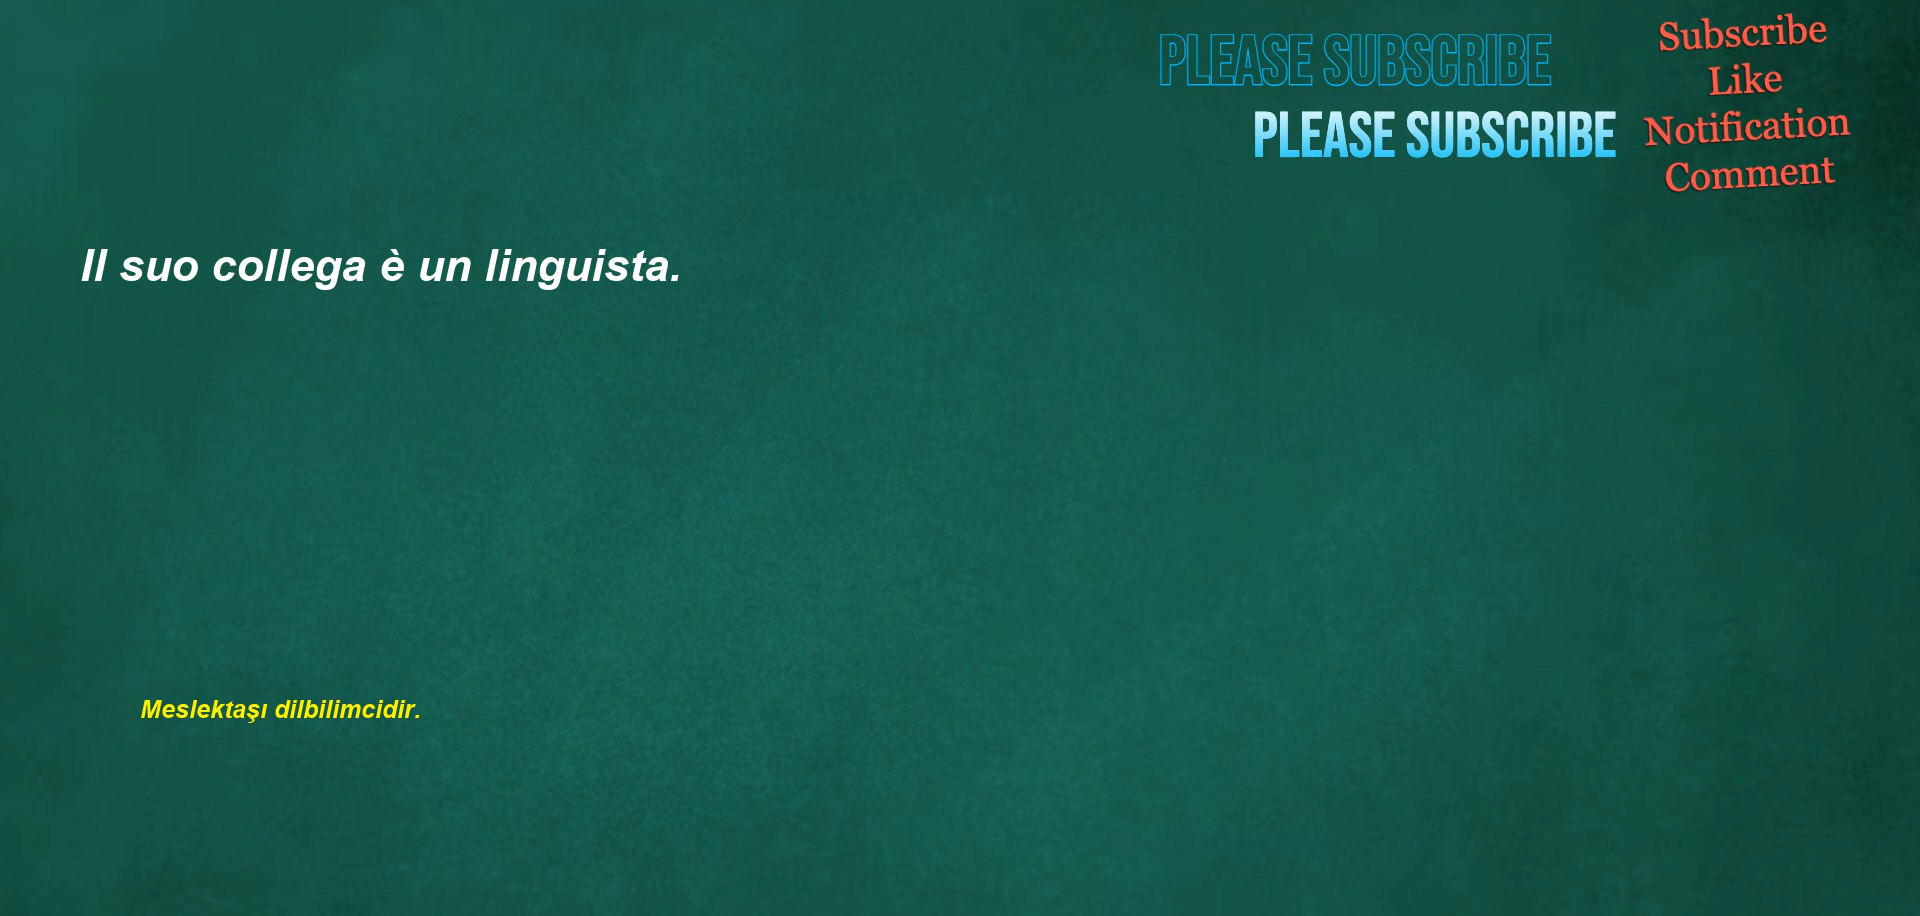 PLEASE SUBSCRIBE
PLEASE SUBSCRIBE
Subscribe
Like
Notification
Comment
Il suo collega è un linguista.
Meslektaşı dilbilimcidir.